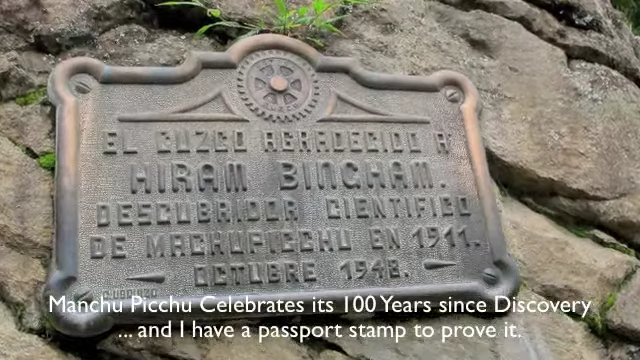 EL CUZCO AGRADECIDO A
HIRAM BINGHAM.
DESCUBRIDOR CIENTIFICO
DE MACHUPICCHU EN 1911.
OCTUBRE 1948.
Manchu Picchu Celebrates its 100 Years since Discovery
... and I have a passport stamp to prove it.